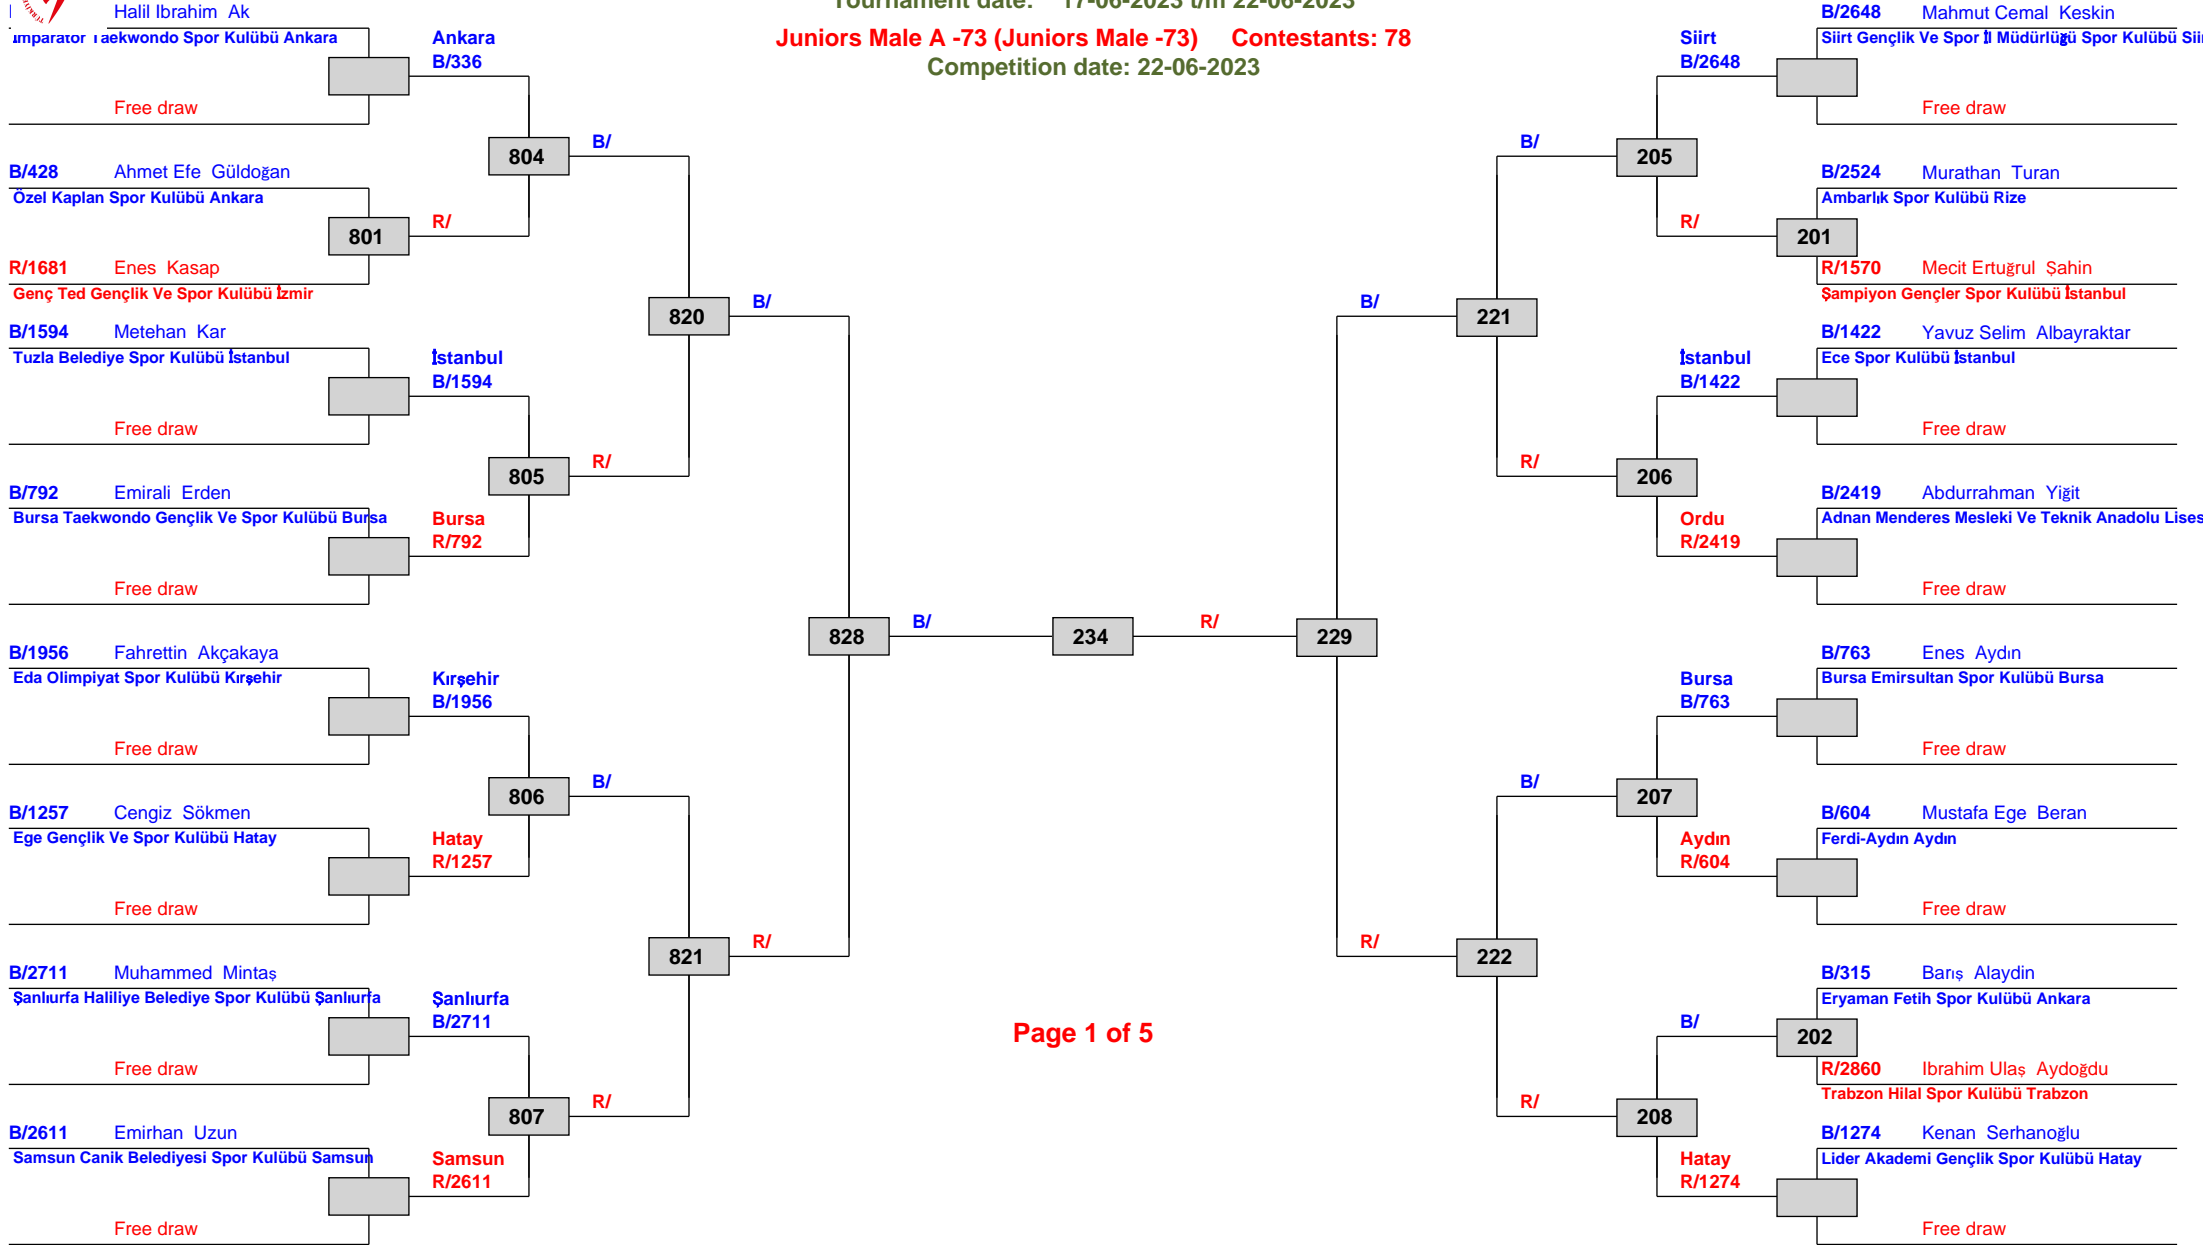 Tournament date: 17-06-2023 t/m 22-06-2023
Juniors Male A -73 (Juniors Male -73) Contestants: 78
Competition date: 22-06-2023
Halil Ibrahim Ak
İmparator Taekwondo Spor Kulübü Ankara
Free draw
Ankara
B/336
B/428 Ahmet Efe Güldoğan
Özel Kaplan Spor Kulübü Ankara
801
R/1681 Enes Kasap
Genç Ted Gençlik Ve Spor Kulübü İzmir
R/
804
B/
B/1594 Metehan Kar
Tuzla Belediye Spor Kulübü İstanbul
Free draw
İstanbul
B/1594
B/792 Emirali Erden
Bursa Taekwondo Gençlik Ve Spor Kulübü Bursa
Free draw
Bursa
R/792
805
R/
820
B/
B/1956 Fahrettin Akçakaya
Eda Olimpiyat Spor Kulübü Kırşehir
Free draw
Kırşehir
B/1956
B/1257 Cengiz Sökmen
Ege Gençlik Ve Spor Kulübü Hatay
Free draw
Hatay
R/1257
806
B/
B/2711 Muhammed Mintaş
Şanlıurfa Haliliye Belediye Spor Kulübü Şanlıurfa
Free draw
Şanlıurfa
B/2711
B/2611 Emirhan Uzun
Samsun Canik Belediyesi Spor Kulübü Samsun
Free draw
Samsun
R/2611
807
R/
821
R/
828
B/
234
R/
229
B/
221
B/
205
Siirt
B/2648
B/2648 Mahmut Cemal Keskin
Siirt Gençlik Ve Spor İl Müdürlüğü Spor Kulübü
Free draw
R/
B/2524 Murathan Turan
Ambarlık Spor Kulübü Rize
201
R/1570 Mecit Ertuğrul Şahin
Şampiyon Gençler Spor Kulübü İstanbul
R/
206
İstanbul
B/1422
B/1422 Yavuz Selim Albayraktar
Ece Spor Kulübü İstanbul
Free draw
Ordu
R/2419
B/2419 Abdurrahman Yiğit
Adnan Menderes Mesleki Ve Teknik Anadolu Lises
Free draw
R/
222
B/
207
Bursa
B/763
B/763 Enes Aydın
Bursa Emirsultan Spor Kulübü Bursa
Free draw
Aydın
R/604
B/604 Mustafa Ege Beran
Ferdi-Aydın Aydın
Free draw
R/
208
B/
B/315 Barış Alaydin
Eryaman Fetih Spor Kulübü Ankara
202
R/2860 Ibrahim Ulaş Aydoğdu
Trabzon Hilal Spor Kulübü Trabzon
Hatay
R/1274
B/1274 Kenan Serhanoğlu
Lider Akademi Gençlik Spor Kulübü Hatay
Free draw
Page 1 of 5